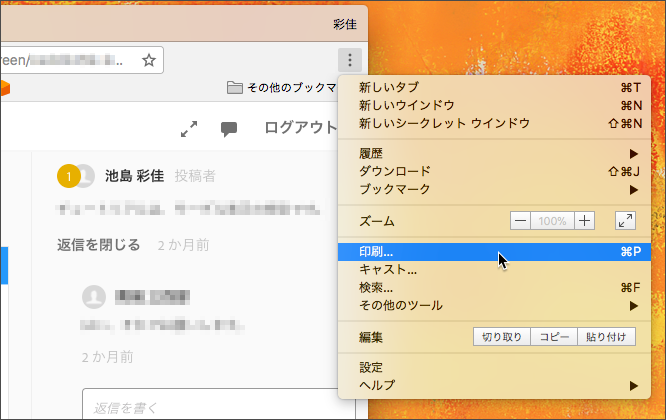 彩佳
reen/
...
その他のブックマ
ログアウト
1
池島 彩佳 投稿者
返信を閉じる 2 か月前
2 か月前
返信を書く
新しいタブ ⌘T
新しいウインドウ ⌘N
新しいシークレット ウインドウ ⇧⌘N
履歴 ▶
ダウンロード ⇧⌘J
ブックマーク ▶
ズーム − 100% +
印刷... ⌘P
キャスト...
検索... ⌘F
その他のツール ▶
編集 切り取り コピー 貼り付け
設定
ヘルプ ▶